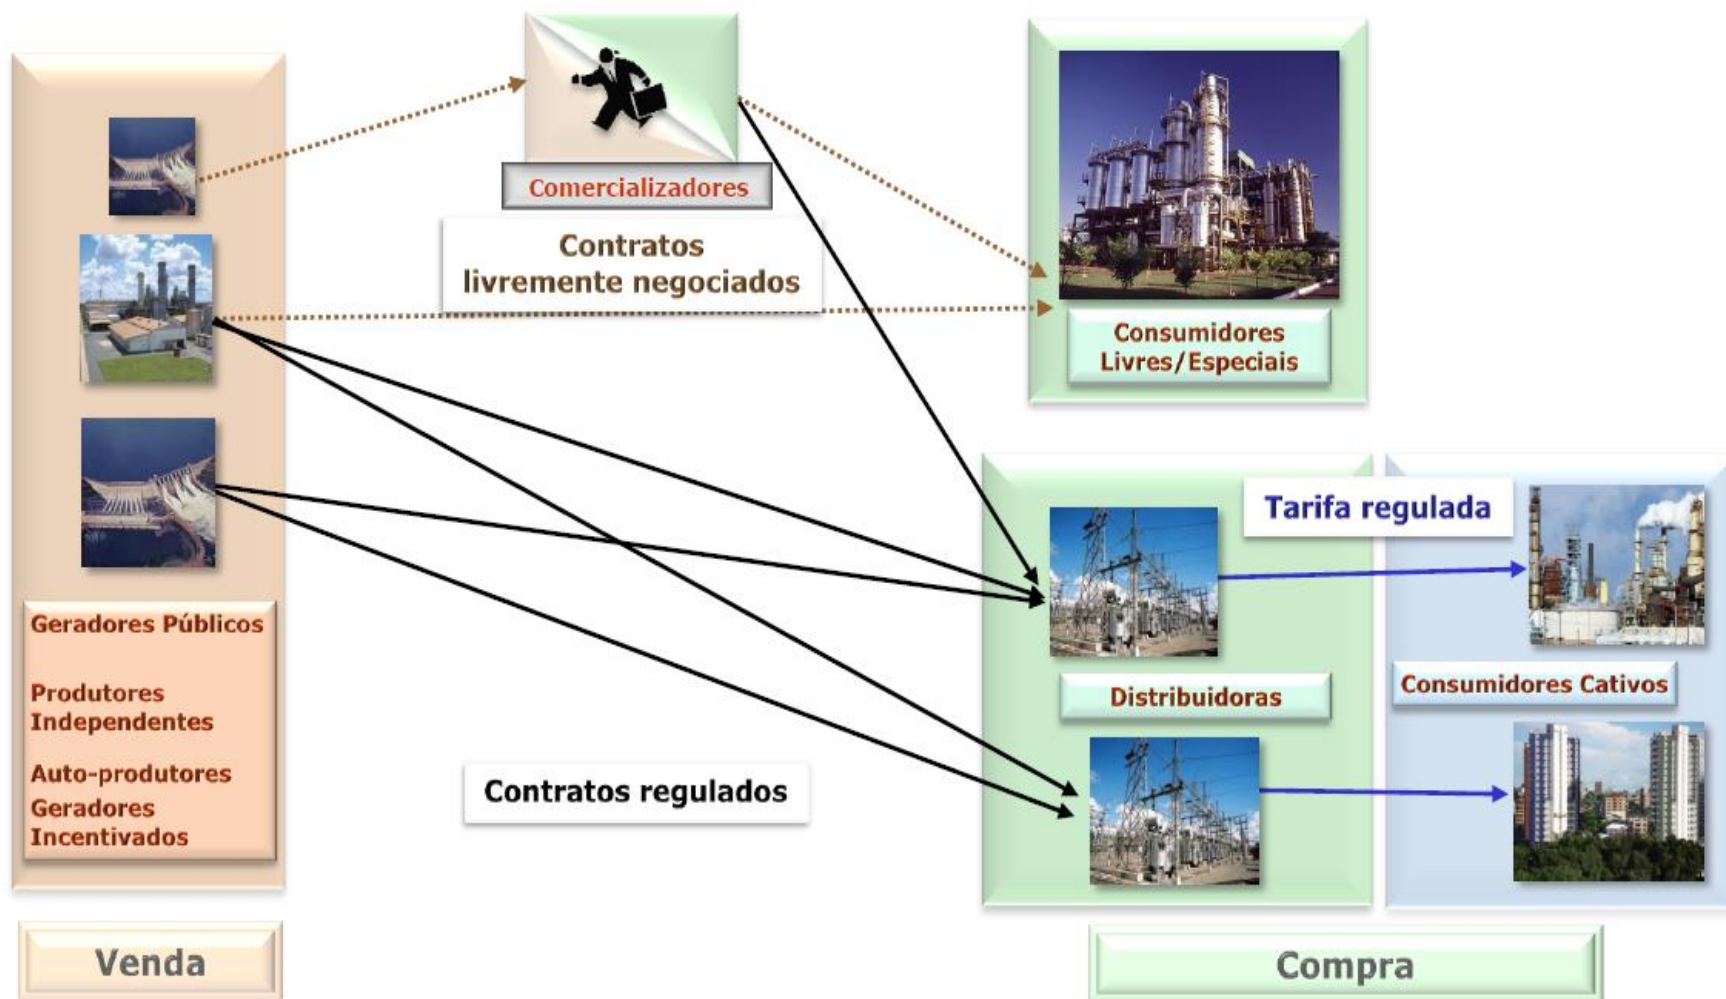 Comercializadores
Contratos
livremente negociados
Consumidores
Livres/Especiais
Tarifa regulada
Geradores Públicos
Produtores
Independentes
Auto-produtores
Geradores
Incentivados
Distribuidoras
Consumidores Cativos
Contratos regulados
Venda
Compra